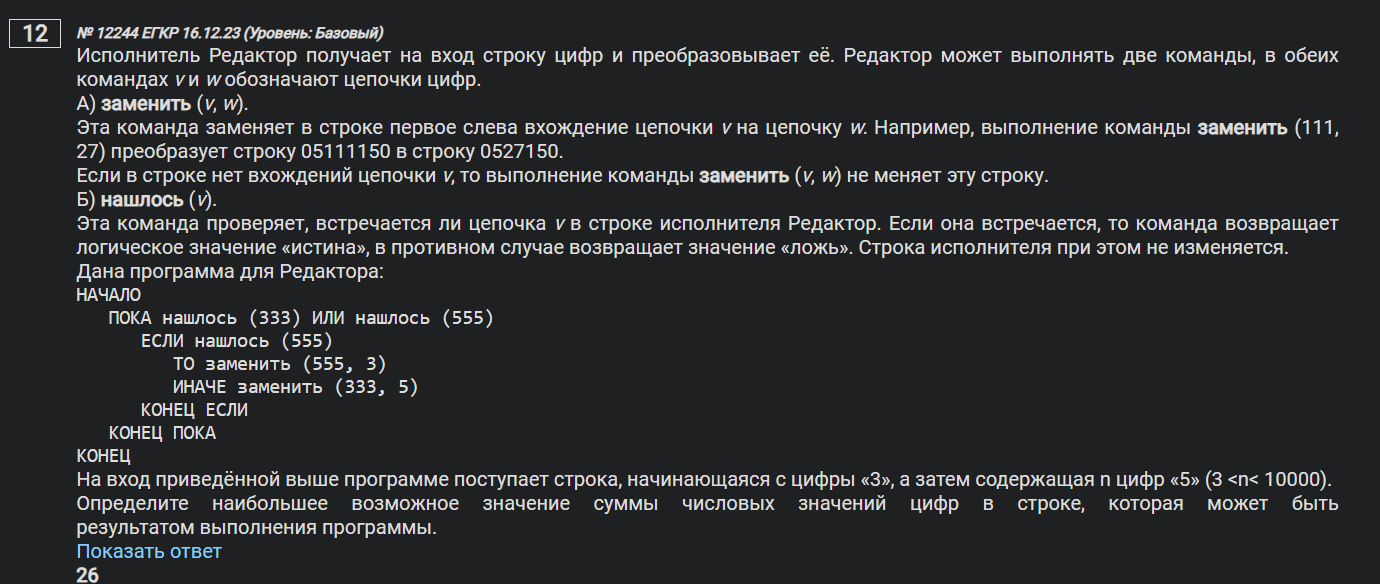 12
№ 12244 ЕГКР 16.12.23 (Уровень: Базовый)
Исполнитель Редактор получает на вход строку цифр и преобразовывает её. Редактор может выполнять две команды, в обеих
командах v и w обозначают цепочки цифр.
А) заменить (v, w).
Эта команда заменяет в строке первое слева вхождение цепочки v на цепочку w. Например, выполнение команды заменить (111,
27) преобразует строку 05111150 в строку 0527150.
Если в строке нет вхождений цепочки v, то выполнение команды заменить (v, w) не меняет эту строку.
Б) нашлось (v).
Эта команда проверяет, встречается ли цепочка v в строке исполнителя Редактор. Если она встречается, то команда возвращает
логическое значение «истина», в противном случае возвращает значение «ложь». Строка исполнителя при этом не изменяется.
Дана программа для Редактора:
НАЧАЛО
ПОКА нашлось (333) ИЛИ нашлось (555)
ЕСЛИ нашлось (555)
ТО заменить (555, 3)
ИНАЧЕ заменить (333, 5)
КОНЕЦ ЕСЛИ
КОНЕЦ ПОКА
КОНЕЦ
На вход приведённой выше программе поступает строка, начинающаяся с цифры «3», а затем содержащая n цифр «5» (3 <n< 10000).
Определите наибольшее возможное значение суммы числовых значений цифр в строке, которая может быть
результатом выполнения программы.
Показать ответ
26